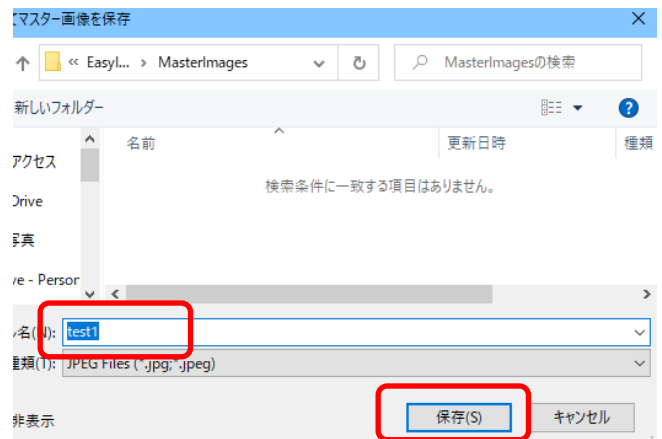 てマスター画像を保存
« EasyI... › MasterImages
MasterImagesの検索
新しいフォルダー
名前
更新日時
種類
アクセス
検索条件に一致する項目はありません。
Drive
写真
ve - Person
ル名(N): test1
種類(T): JPEG Files (*.jpg;*.jpeg)
非表示
保存(S)
キャンセル